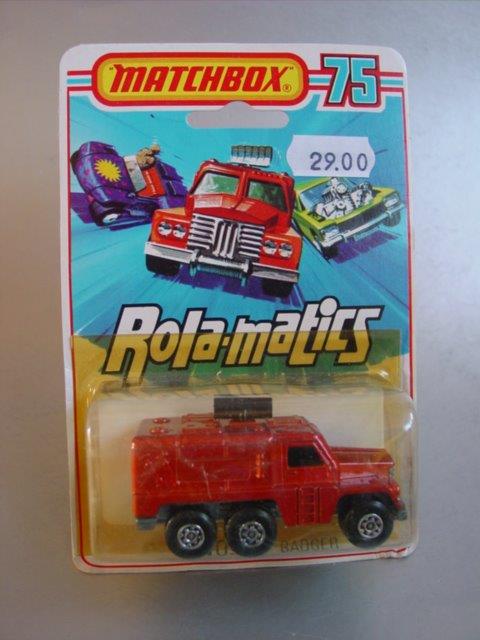 "MATCHBOX" ® 75
29.00
Rola-matics
BADGER